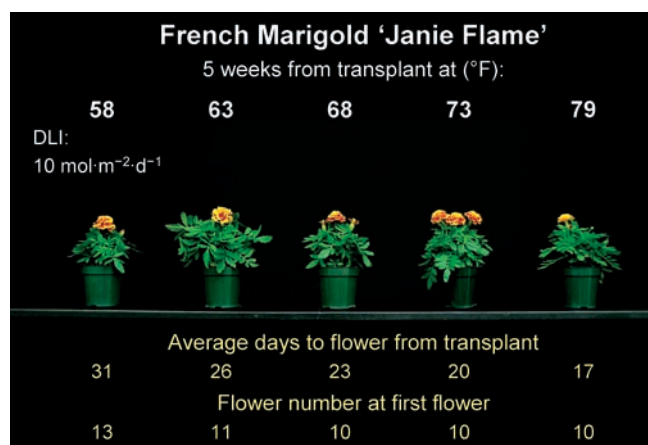 French Marigold ‘Janie Flame’
5 weeks from transplant at (°F):
58 63 68 73 79
DLI:
10 mol·m⁻²·d⁻¹
Average days to flower from transplant
31 26 23 20 17
Flower number at first flower
13 11 10 10 10